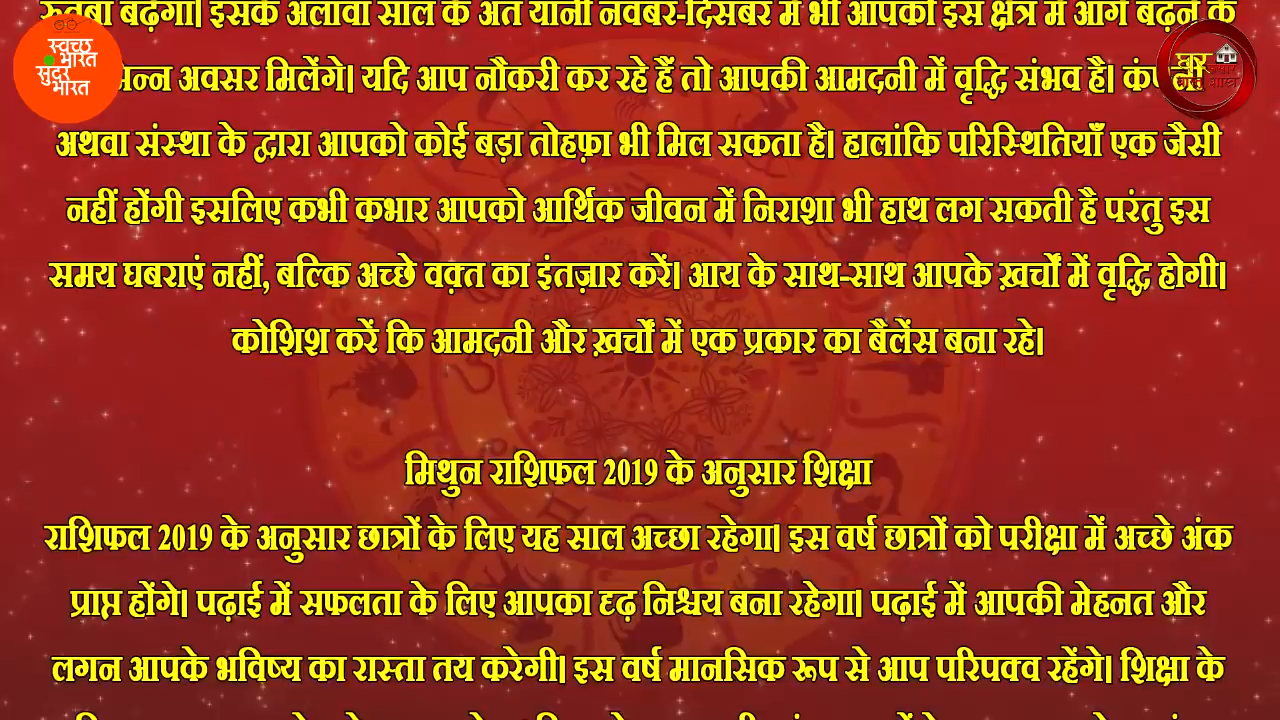 रुतबा बढ़ेगा। इसके अलावा साल के अंत यानी नवंबर-दिसंबर में भी आपको इस क्षेत्र में आगे बढ़ने के
स्वच्छ
भारत
सुंदर
भारत
अवसर मिलेंगे। यदि आप नौकरी कर रहे हैं तो आपकी आमदनी में वृद्धि संभव है।
घर
अथवा संस्था के द्वारा आपको कोई बड़ा तोहफ़ा भी मिल सकता है। हालांकि परिस्थितियाँ एक जैसी
नहीं होंगी इसलिए कभी कभार आपको आर्थिक जीवन में निराशा भी हाथ लग सकती है परंतु इस
समय घबराएं नहीं, बल्कि अच्छे वक़्त का इंतज़ार करें। आय के साथ-साथ आपके ख़र्चों में वृद्धि होगी।
कोशिश करें कि आमदनी और ख़र्चों में एक प्रकार का बैलेंस बना रहे।
मिथुन राशिफल 2019 के अनुसार शिक्षा
राशिफल 2019 के अनुसार छात्रों के लिए यह साल अच्छा रहेगा। इस वर्ष छात्रों को परीक्षा में अच्छे अंक
प्राप्त होंगे। पढ़ाई में सफलता के लिए आपका दृढ़ निश्चय बना रहेगा। पढ़ाई में आपकी मेहनत और
लगन आपके भविष्य का रास्ता तय करेगी। इस वर्ष मानसिक रूप से आप परिपक्व रहेंगे। शिक्षा के